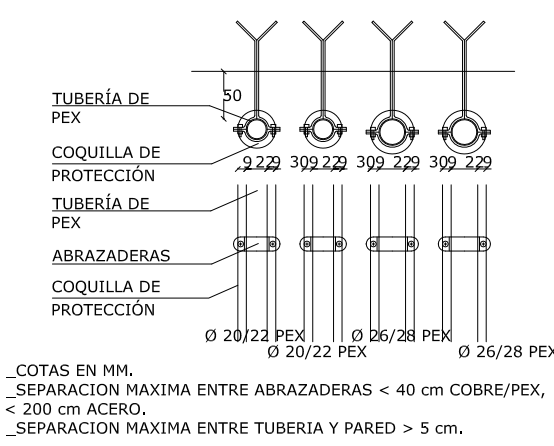 50
TUBERÍA DE
PEX
COQUILLA DE
PROTECCIÓN
9 22 9 30 9 22 9 30 9 22 9 30 9 22 9
TUBERÍA DE
PEX
ABRAZADERAS
COQUILLA DE
PROTECCIÓN
Ø 20/22 PEX Ø 26/28 PEX
Ø 20/22 PEX Ø 26/28 PEX
_COTAS EN MM.
_SEPARACION MAXIMA ENTRE ABRAZADERAS < 40 cm COBRE/PEX,
< 200 cm ACERO.
_SEPARACION MAXIMA ENTRE TUBERIA Y PARED > 5 cm.